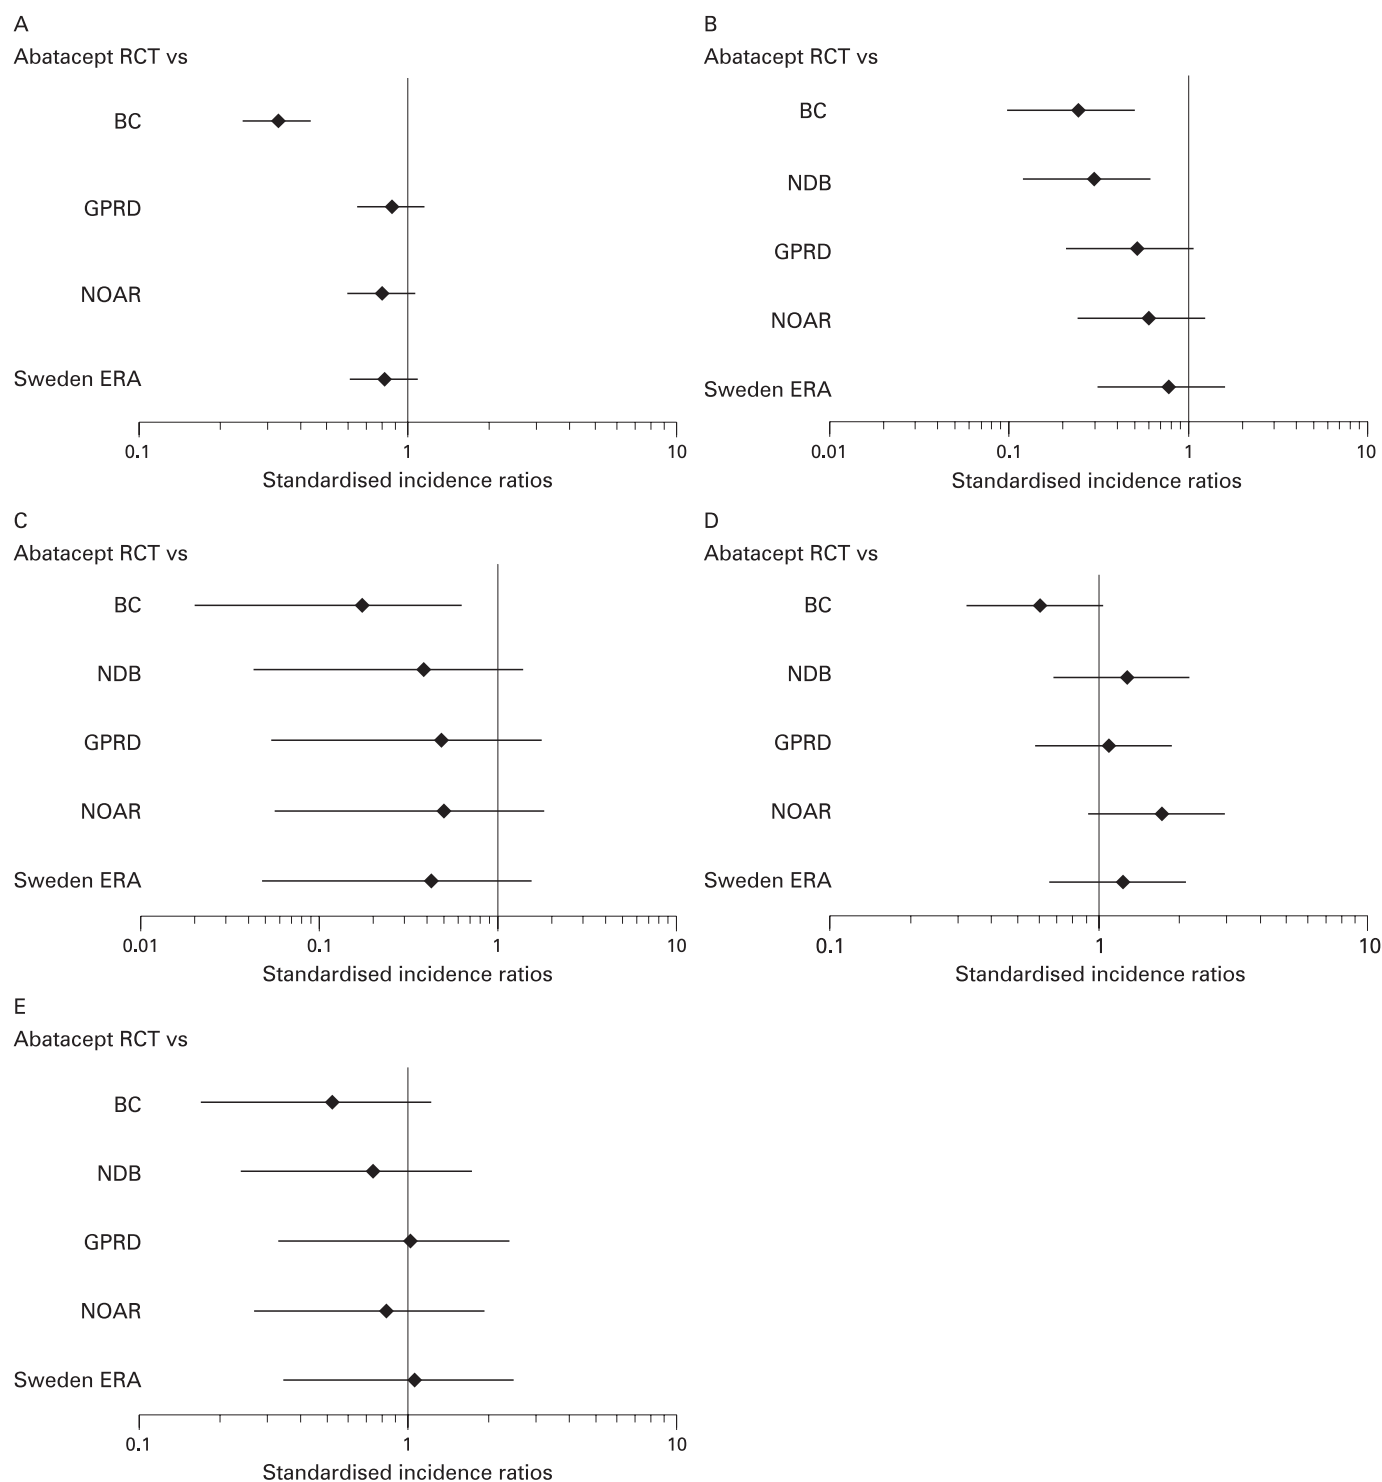 A
Abatacept RCT vs
BC
GPRD
NOAR
Sweden ERA
0.1 1 10
Standardised incidence ratios
B
Abatacept RCT vs
BC
NDB
GPRD
NOAR
Sweden ERA
0.01 0.1 1 10
Standardised incidence ratios
C
Abatacept RCT vs
BC
NDB
GPRD
NOAR
Sweden ERA
0.01 0.1 1 10
Standardised incidence ratios
D
Abatacept RCT vs
BC
NDB
GPRD
NOAR
Sweden ERA
0.1 1 10
Standardised incidence ratios
E
Abatacept RCT vs
BC
NDB
GPRD
NOAR
Sweden ERA
0.1 1 10
Standardised incidence ratios